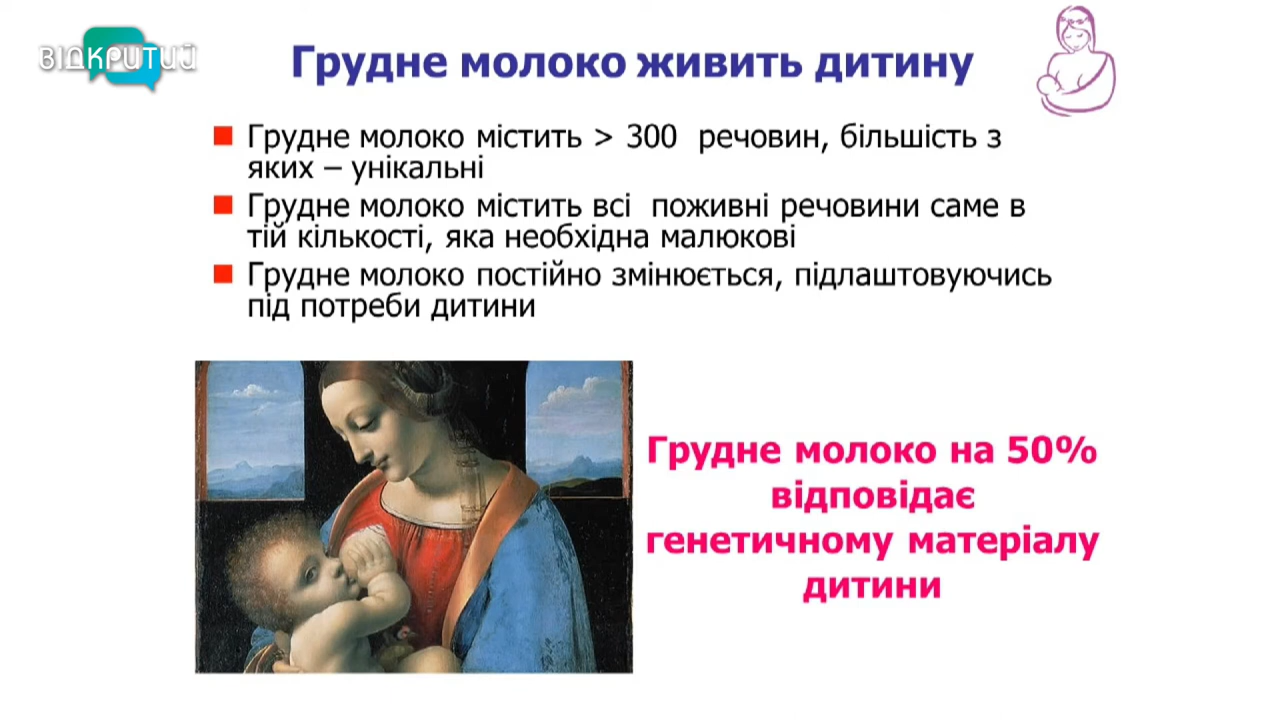 ВІДКРИТИЙ
Грудне молоко живить дитину
Грудне молоко містить > 300 речовин, більшість з
яких – унікальні
Грудне молоко містить всі поживні речовини саме в
тій кількості, яка необхідна малюкові
Грудне молоко постійно змінюється, підлаштовуючись
під потреби дитини
Грудне молоко на 50%
відповідає
генетичному матеріалу
дитини